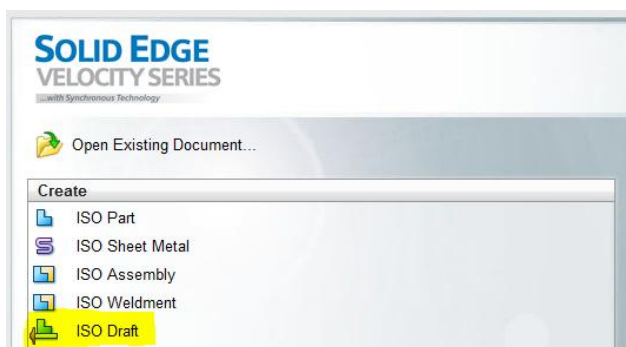 SOLID EDGE
VELOCITY SERIES
...with Synchronous Technology
Open Existing Document...
Create
ISO Part
ISO Sheet Metal
ISO Assembly
ISO Weldment
ISO Draft